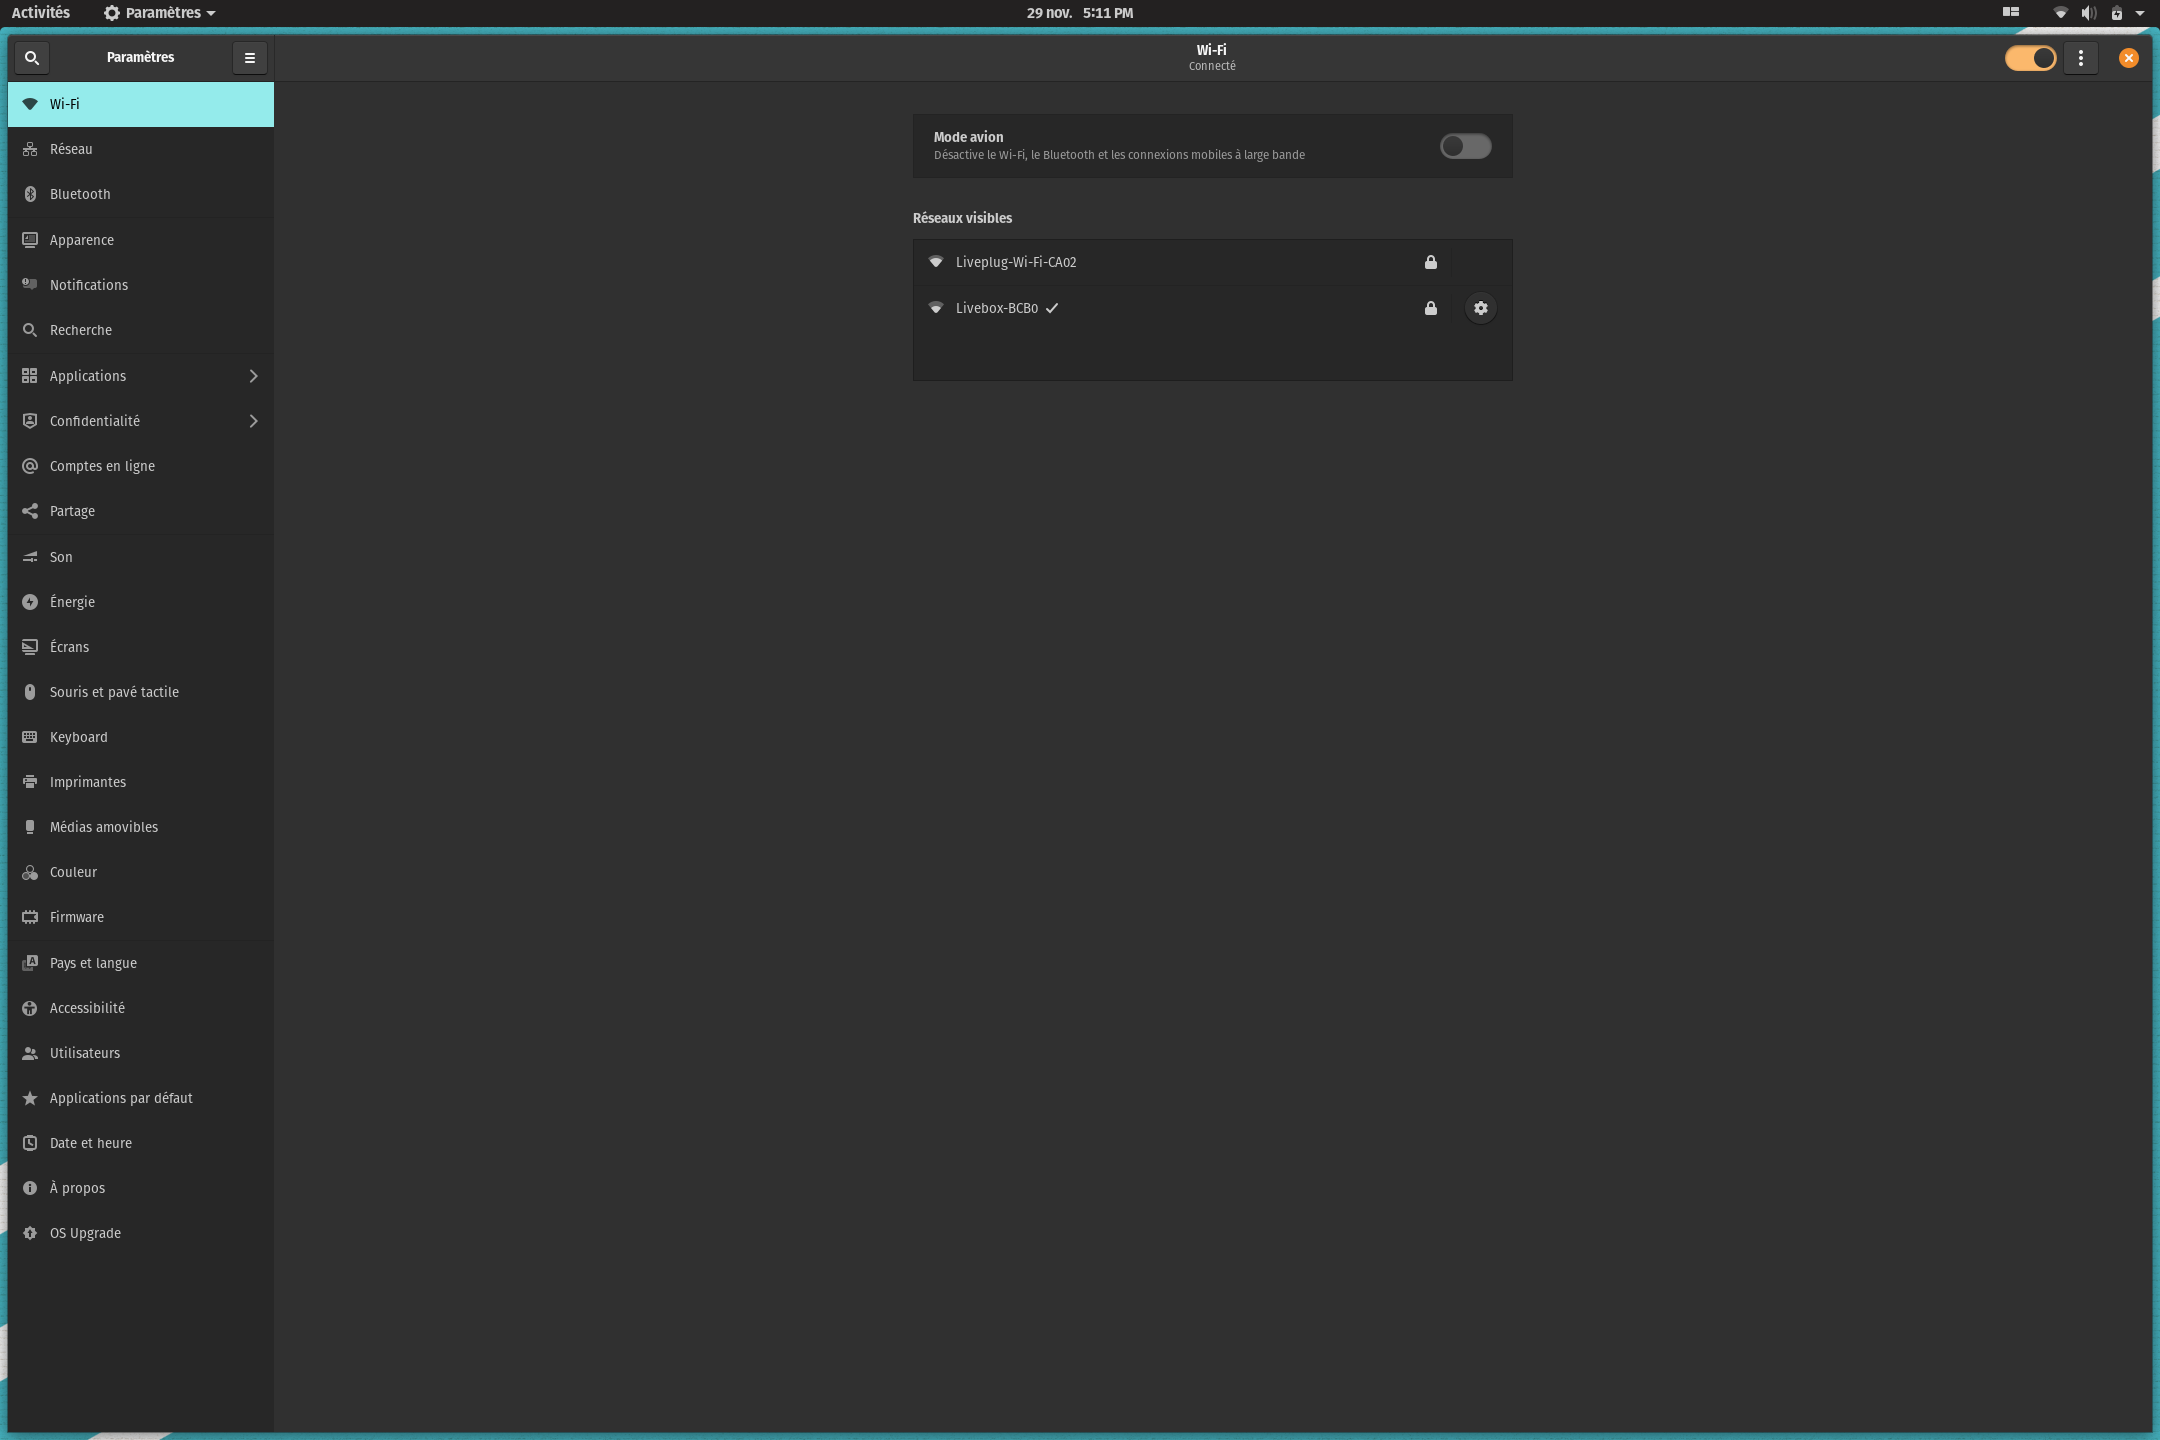 Activités
Paramètres
29 nov. 5:11 PM
Paramètres
Wi-Fi
Connecté
Wi-Fi
Réseau
Bluetooth
Apparence
Notifications
Recherche
Applications
Confidentialité
Comptes en ligne
Partage
Son
Énergie
Écrans
Souris et pavé tactile
Keyboard
Imprimantes
Médias amovibles
Couleur
Firmware
Pays et langue
Accessibilité
Utilisateurs
Applications par défaut
Date et heure
À propos
OS Upgrade
Mode avion
Désactive le Wi-Fi, le Bluetooth et les connexions mobiles à large bande
Réseaux visibles
Liveplug-Wi-Fi-CA02
Livebox-BCB0